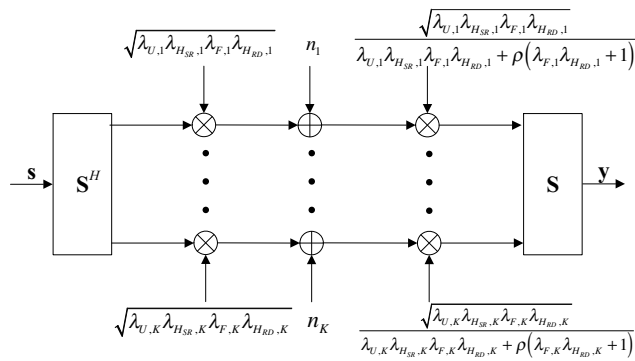 √λ_{U,1}λ_{H_{SR},1}λ_{F,1}λ_{H_{RD},1}
n_1
√λ_{U,1}λ_{H_{SR},1}λ_{F,1}λ_{H_{RD},1}
λ_{U,1}λ_{H_{SR},1}λ_{F,1}λ_{H_{RD},1} + ρ(λ_{F,1}λ_{H_{RD},1} + 1)
s
S^H
S
y
√λ_{U,K}λ_{H_{SR},K}λ_{F,K}λ_{H_{RD},K}
n_K
√λ_{U,K}λ_{H_{SR},K}λ_{F,K}λ_{H_{RD},K}
λ_{U,K}λ_{H_{SR},K}λ_{F,K}λ_{H_{RD},K} + ρ(λ_{F,K}λ_{H_{RD},K} + 1)